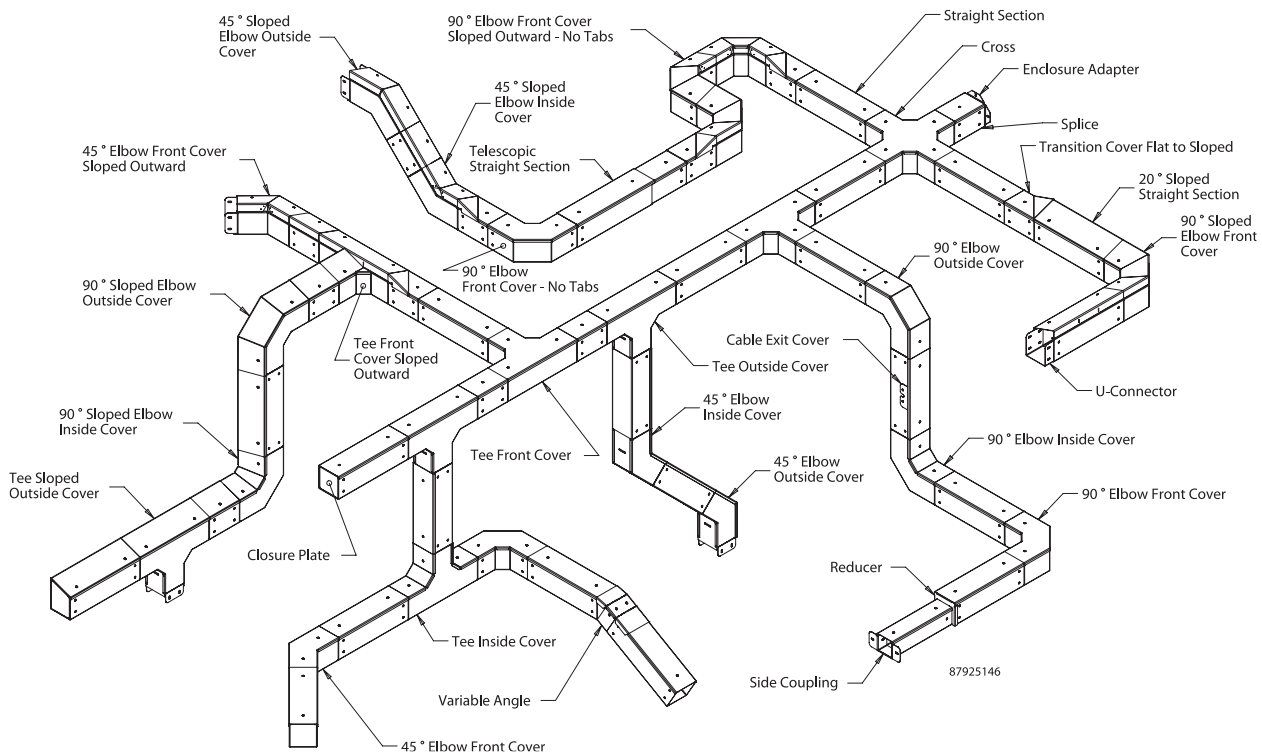 45 ° Sloped
Elbow Outside
Cover
90 ° Elbow Front Cover
Sloped Outward - No Tabs
Straight Section
Cross
Enclosure Adapter
45 ° Sloped
Elbow Inside
Cover
Splice
45 ° Elbow Front Cover
Sloped Outward
Telescopic
Straight Section
Transition Cover Flat to Sloped
20 ° Sloped
Straight Section
90 ° Sloped
Elbow Front
Cover
90 ° Elbow
Outside Cover
90 ° Sloped Elbow
Outside Cover
90 ° Elbow
Front Cover - No Tabs
Tee Front
Cover Sloped
Outward
Cable Exit Cover
Tee Outside Cover
U-Connector
45 ° Elbow
Inside Cover
90 ° Sloped Elbow
Inside Cover
90 ° Elbow Inside Cover
Tee Front Cover
45 ° Elbow
Outside Cover
Tee Sloped
Outside Cover
90 ° Elbow Front Cover
Closure Plate
Reducer
Tee Inside Cover
87925146
Side Coupling
Variable Angle
45 ° Elbow Front Cover